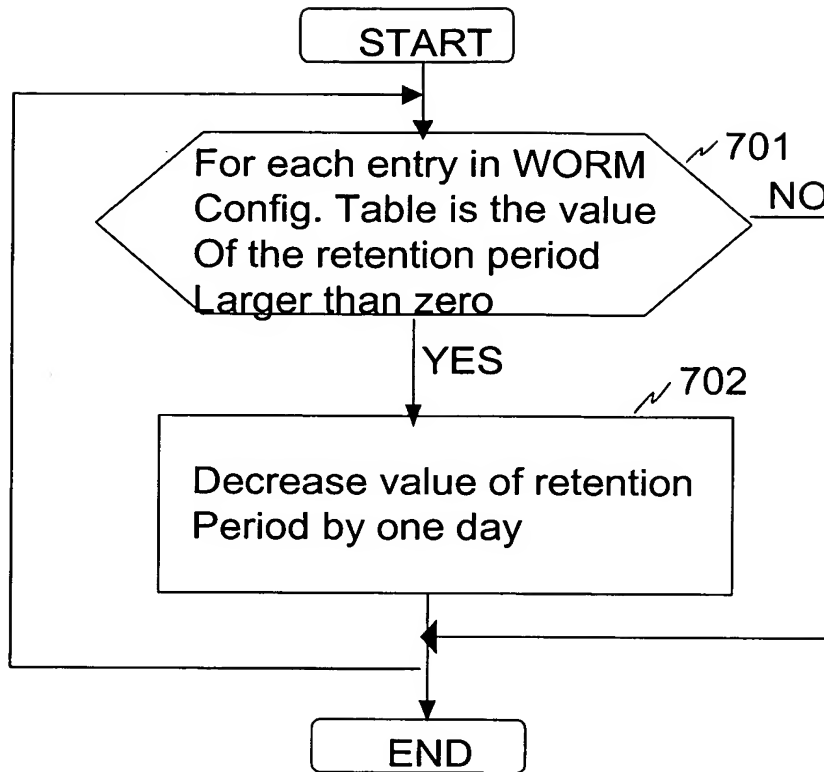 START
For each entry in WORM
Config. Table is the value
Of the retention period
Larger than zero
701
NO
YES
702
Decrease value of retention
Period by one day
END